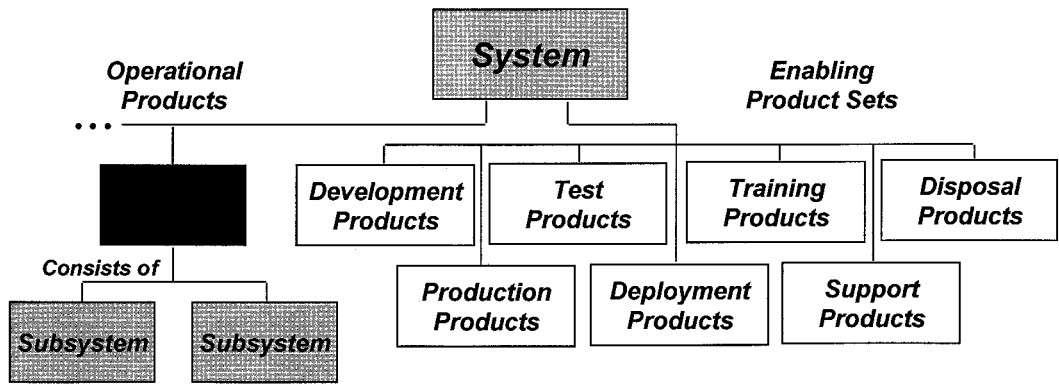 System
Operational
Products
Enabling
Product Sets
...
Development
Products
Test
Products
Training
Products
Disposal
Products
Consists of
Production
Products
Deployment
Products
Support
Products
Subsystem
Subsystem